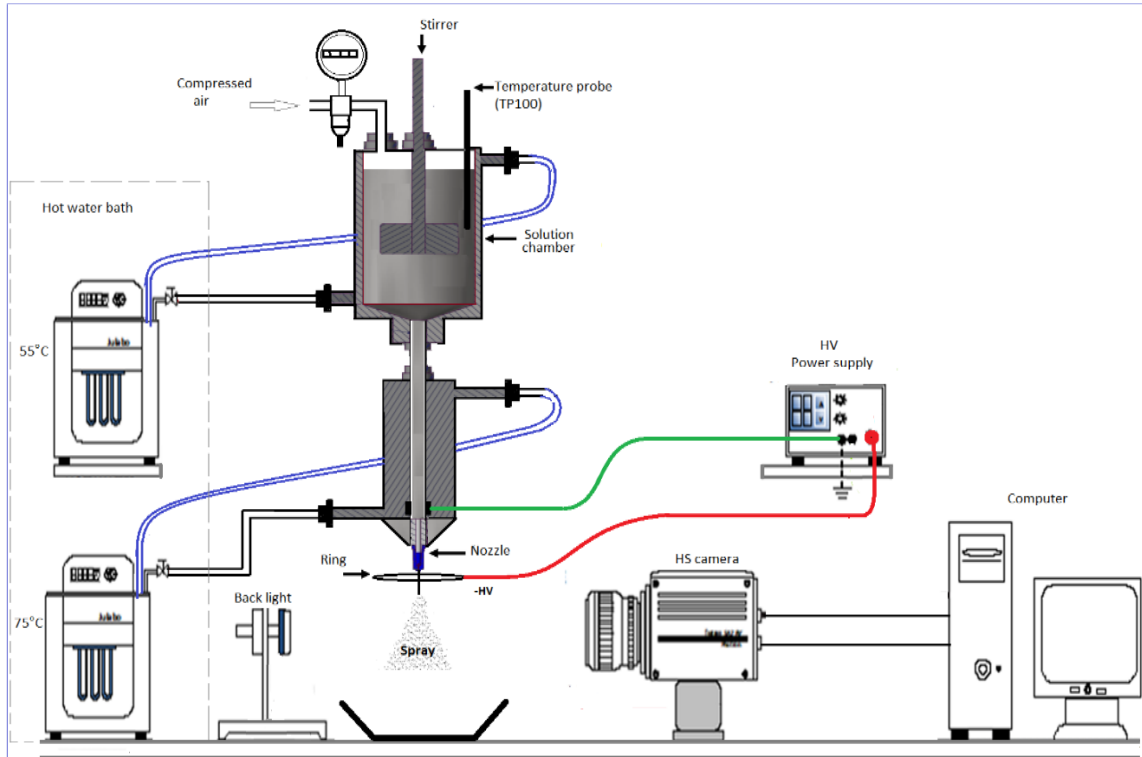 Stirrer
Compressed
air
Temperature probe
(TP100)
Hot water bath
Solution
chamber
Julabo
55°C
HV
Power supply
Computer
Nozzle
Ring
HS camera
-HV
Back light
Julabo
75°C
Spray